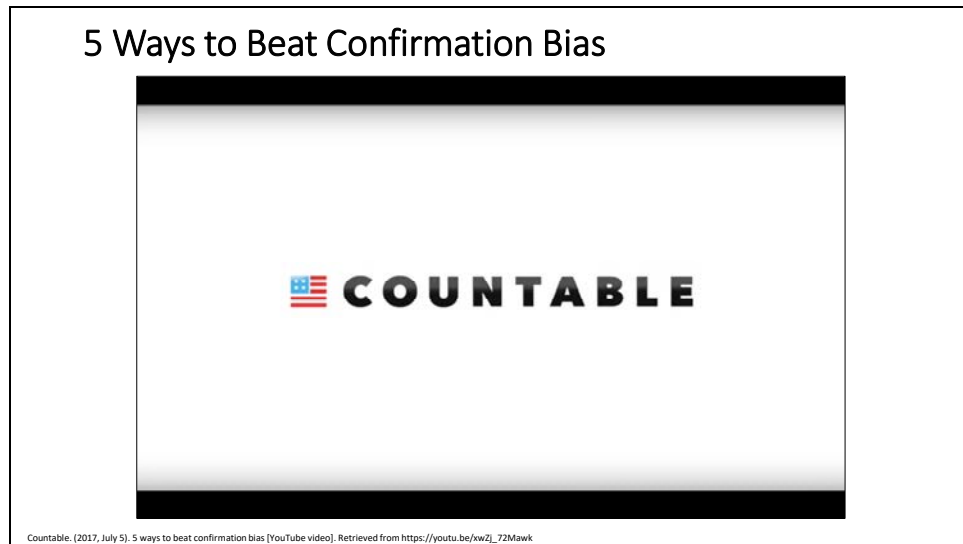 5 Ways to Beat Confirmation Bias
COUNTABLE
Countable. (2017, July 5). 5 ways to beat confirmation bias [YouTube video]. Retrieved from https://youtu.be/xwZj_72Mawk